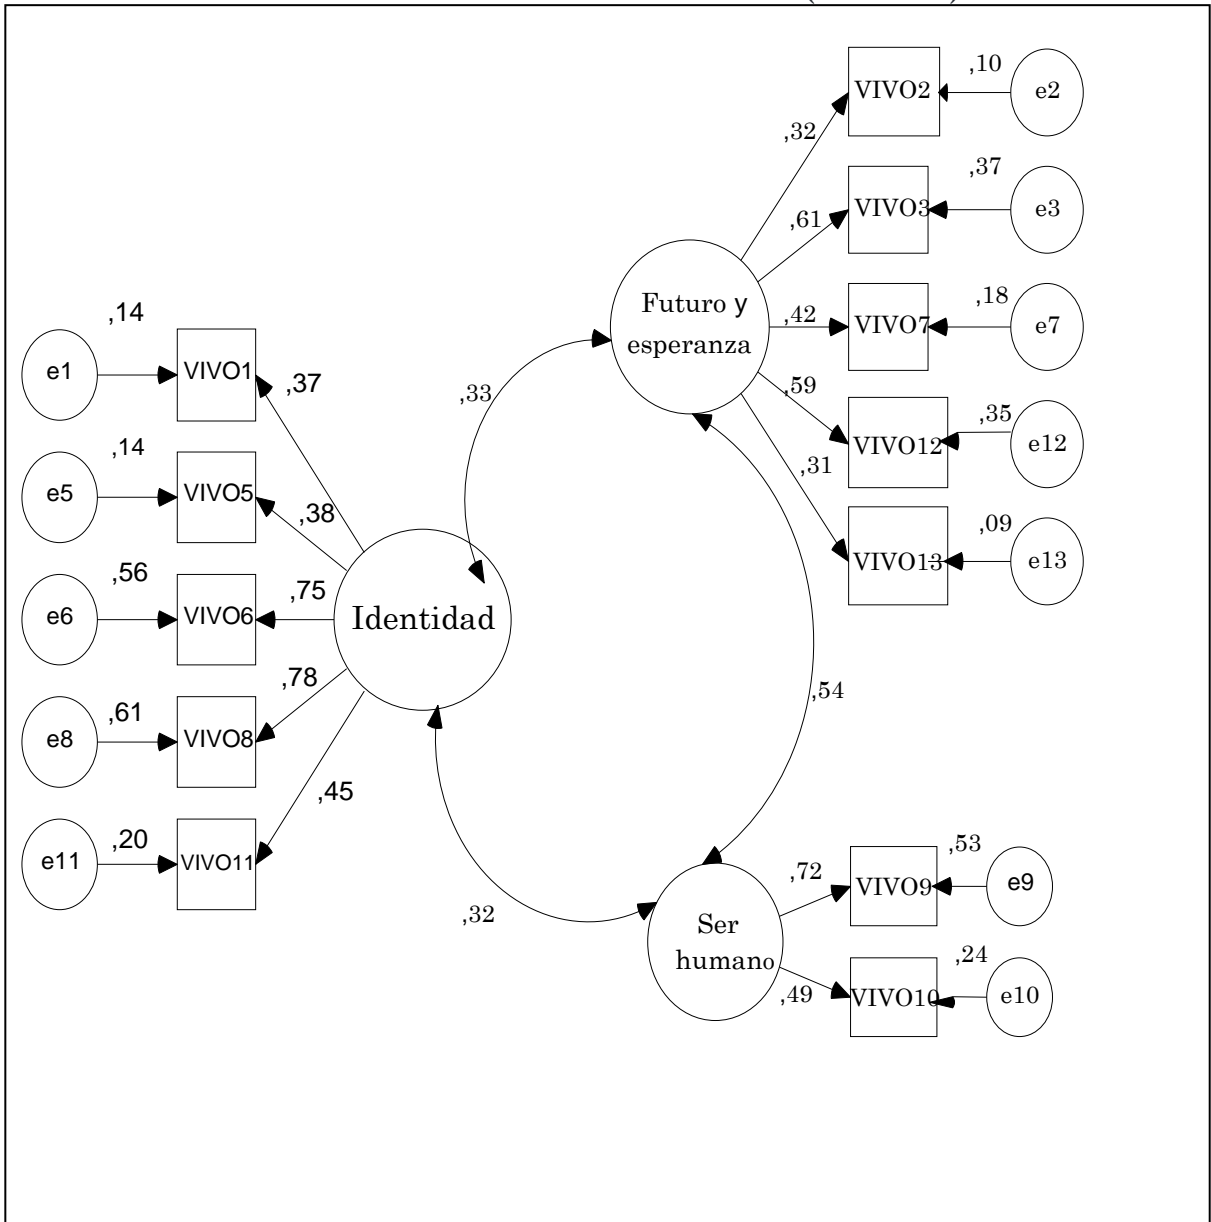 ,10
VIVO2
e2
,32
,37
VIVO3
e3
,61
Futuro y
esperanza
,18
,42
VIVO7
e7
,14
e1
VIVO1
,37
,33
,59
,35
VIVO12
e12
,31
,14
e5
VIVO5
,38
,09
VIVO13
e13
,56
,75
e6
VIVO6
Identidad
,78
,61
e8
VIVO8
,54
,45
,20
e11
VIVO11
,32
,72
,53
VIVO9
e9
Ser
humano
,24
,49
VIVO10
e10